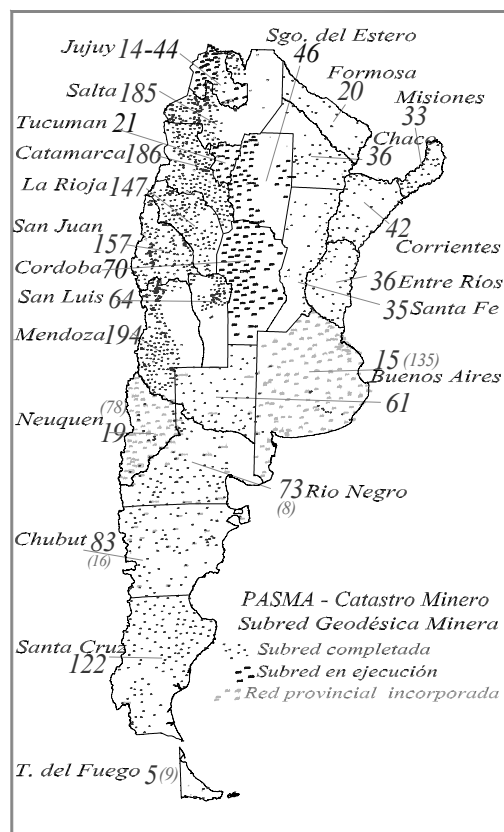 Jujuy 14-44
Sgo. del Estero
46
Formosa
20
Salta 185
Misiones
33
Tucuman 21
Chaco
36
Catamarca 186
La Rioja 147
San Juan
157
42
Corrientes
Cordoba 70
36 Entre Ríos
San Luis 64
35 Santa Fe
Mendoza 194
15 (135)
Buenos Aires
61
(78)
Neuquen
19
73 Rio Negro
(8)
Chubut 83
(16)
PASMA - Catastro Minero
Subred Geodésica Minera
Subred completada
Subred en ejecución
Red provincial incorporada
Santa Cruz
122
T. del Fuego 5 (9)